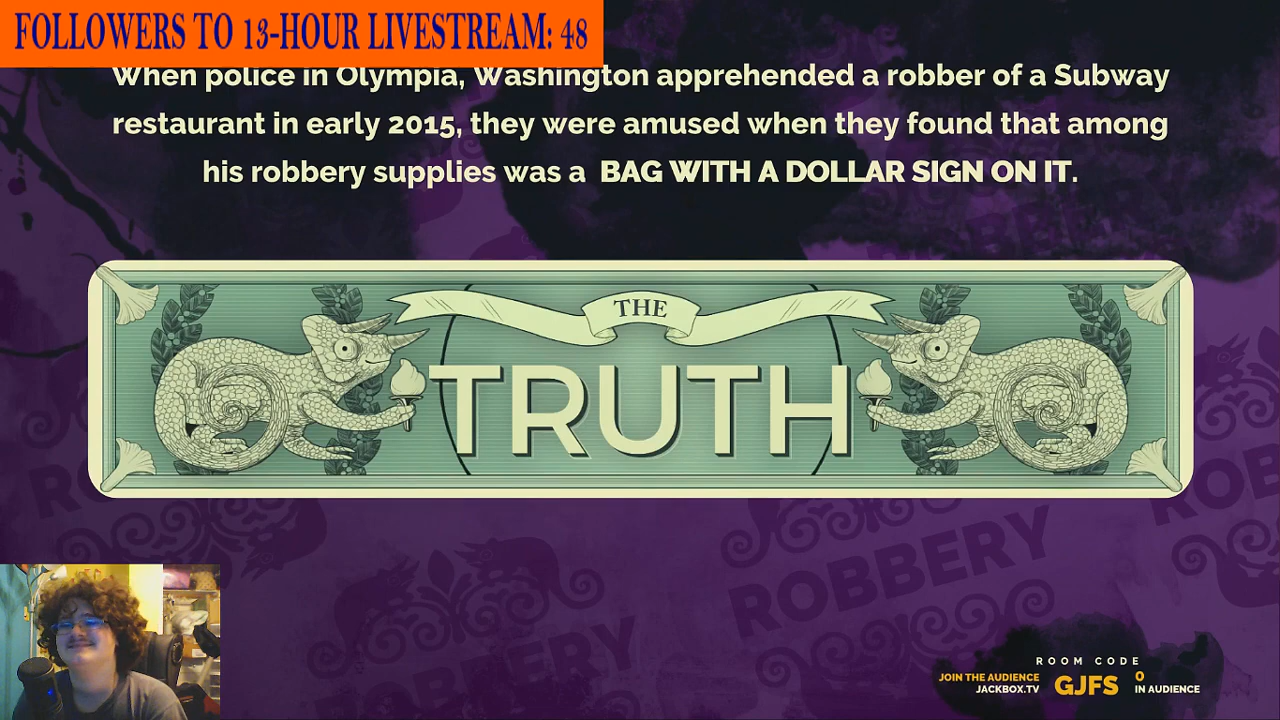 FOLLOWERS TO 13-HOUR LIVESTREAM: 48
When police in Olympia, Washington apprehended a robber of a Subway
restaurant in early 2015, they were amused when they found that among
his robbery supplies was a BAG WITH A DOLLAR SIGN ON IT.
THE
TRUTH
ROBBERY
ROBBERY
ROOM CODE
JOIN THE AUDIENCE
JACKBOX.TV
GJFS
0
IN AUDIENCE